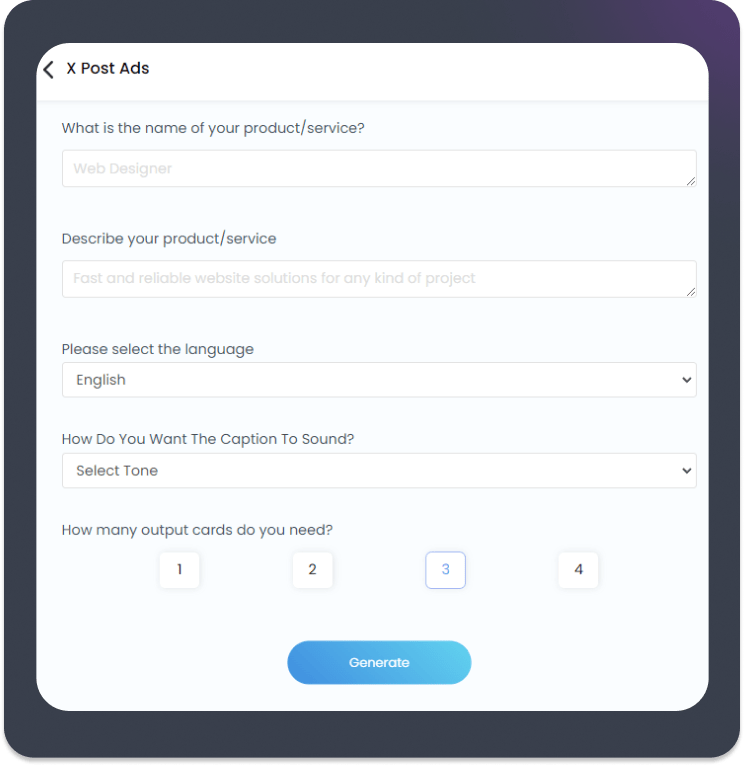 X Post Ads
What is the name of your product/service?
Web Designer
Describe your product/service
Fast and reliable website solutions for any kind of project
Please select the language
English
How Do You Want The Caption To Sound?
Select Tone
How many output cards do you need?
1 2 3 4
Generate